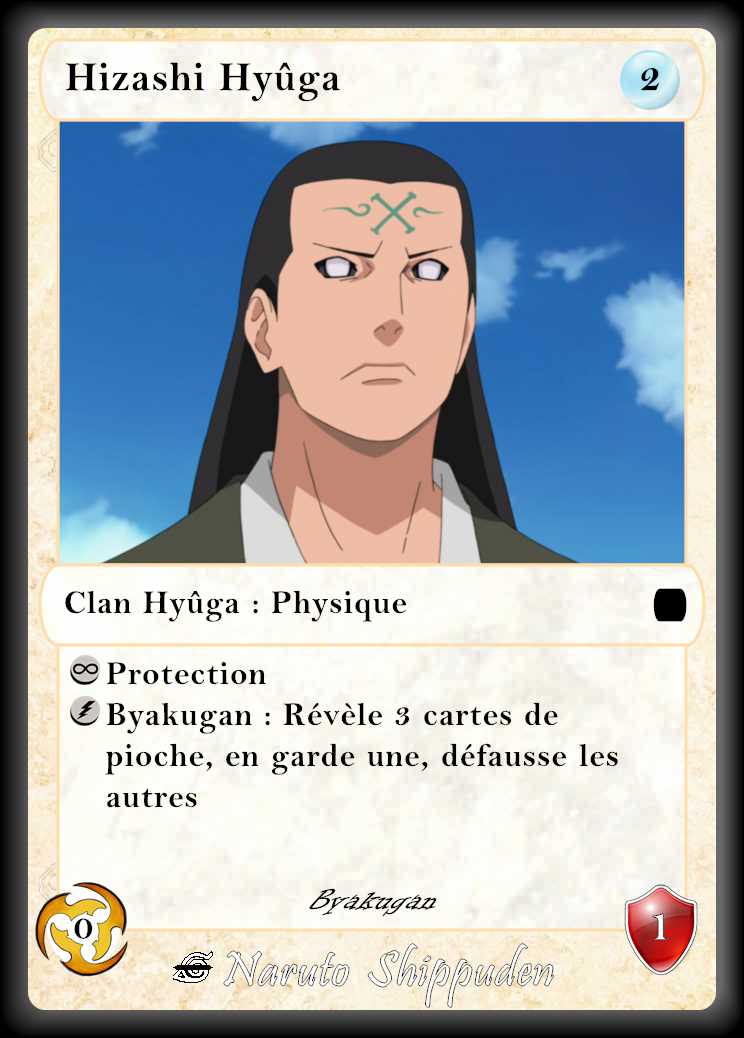 Hizashi Hyûga
2
Clan Hyûga : Physique
Protection
Byakugan : Révèle 3 cartes de
pioche, en garde une, défausse les
autres
Byakugan
0
1
Naruto Shippuden